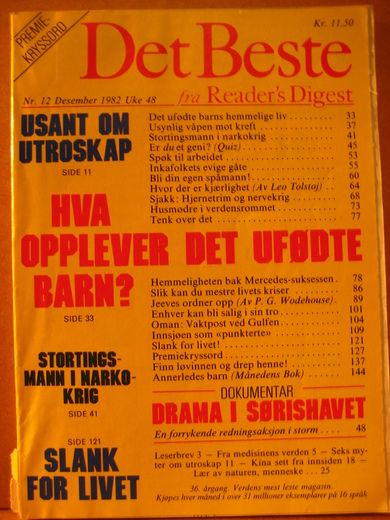 PREMIE-
KRYSSORD
Kr. 11.50
Det Beste
Nr. 12 Desember 1982 Uke 48
fra Reader's Digest
USANT OM
UTROSKAP
SIDE 11
Det ufødte barns hemmelige liv 33
Usynlig våpen mot kreft 37
Stortingsmann i narkokrig 41
Er du et geni? (Quiz) 45
Spøk til arbeidet 53
Inkafolkets evige gåte 55
Bli din egen spåmann! 60
Hvor der er kjærlighet (Av Leo Tolstoj) 64
Sjakk: Hjernetrim og nervekrig 68
Husmødre i verdensrommet 73
Tenk over det 77
HVA
OPPLEVER DET UFØDTE
BARN?
SIDE 33
Hemmeligheten bak Mercedes-suksessen 78
Slik kan du mestre livets kriser 86
Jeeves ordner opp (Av P. G. Wodehouse) 89
Enhver kan bli salig i sin tro 101
Oman: Vaktpost ved Gulfen 104
Innsjøen som «punkterte» 109
Slank for livet! 121
Premiekryssord 127
Finn løvinnen og drep henne! 137
Annerledes barn (Månedens Bok) 144
STORTINGS-
MANN I NARKO-
KRIG
SIDE 41
DOKUMENTAR
DRAMA I SØRISHAVET
En forrykende redningsaksjon i storm 48
SIDE 121
SLANK
FOR LIVET
Leserbrev 3 – Fra medisinens verden 5 – Seks my-
ter om utroskap 11 – Kina sett fra innsiden 18 –
Lær av naturen, menneske ... 25
36. årgang. Verdens mest leste magasin.
Kjøpes hver måned i over 31 millioner eksemplarer på 16 språk